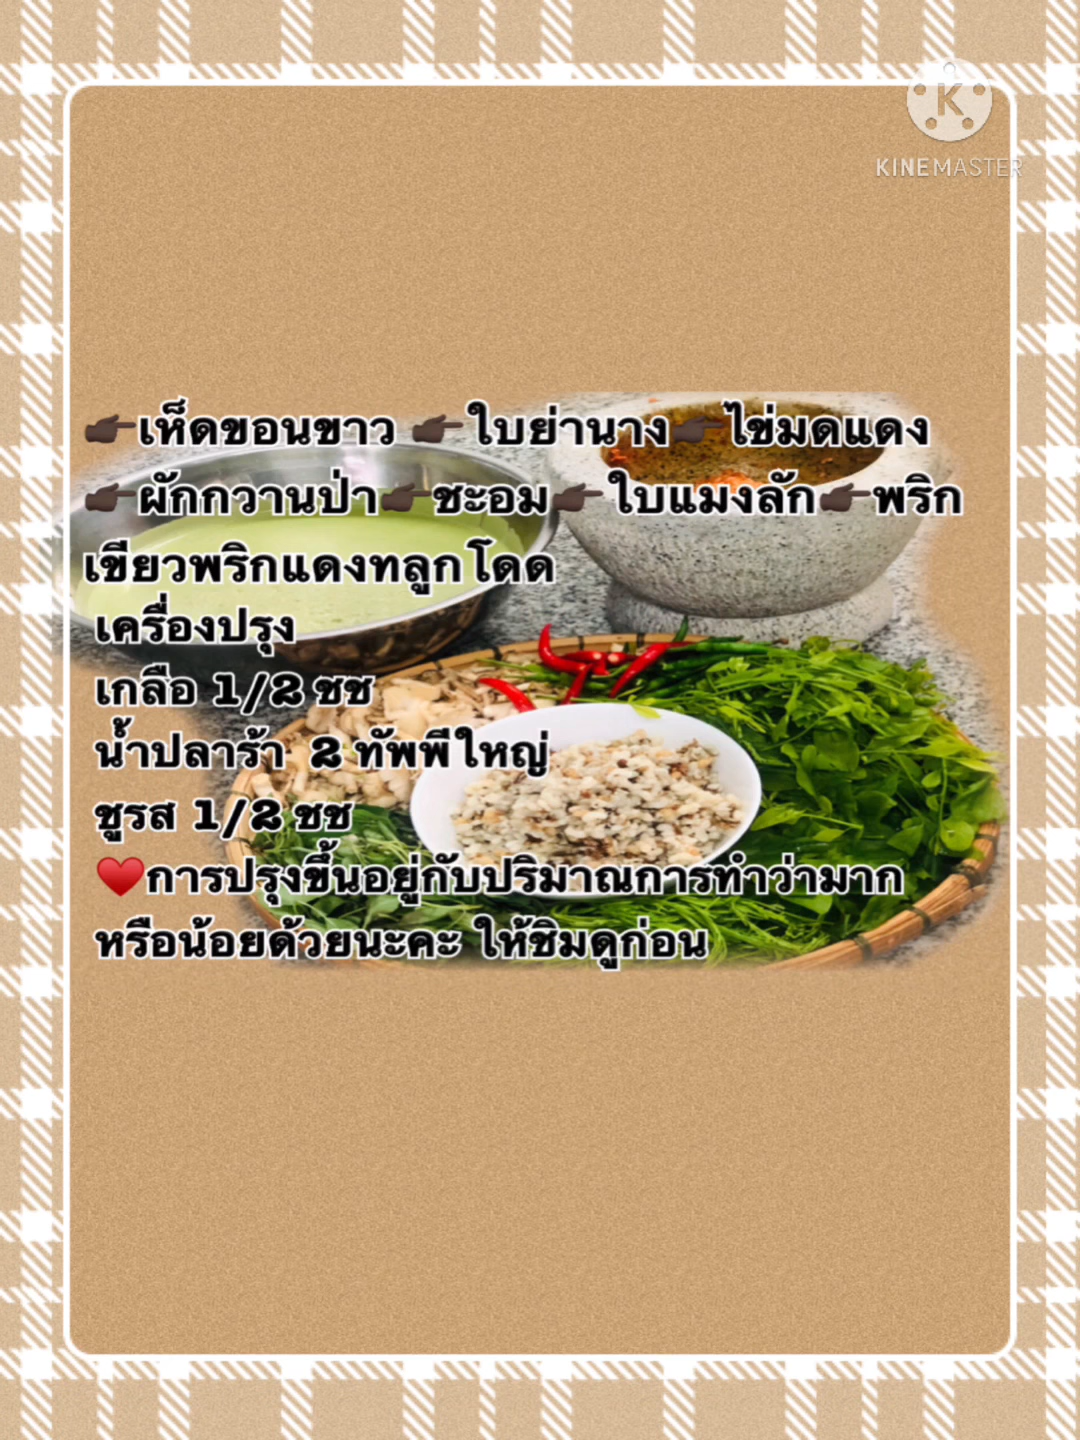 KINEMASTER
👉🏿เห็ดขอนขาว 👉🏿ใบย่านาง👉🏿ไข่มดแดง
👉🏿ผักกวานป่า👉🏿ชะอม👉🏿ใบแมงลัก👉🏿พริก
เขียวพริกแดงทลูกโดด
เครื่องปรุง
เกลือ 1/2 ชช
น้ำปลาร้า 2 ทัพพีใหญ่
ชูรส 1/2 ชช
♥️การปรุงขึ้นอยู่กับปริมาณการทำว่ามาก
หรือน้อยด้วยนะคะ ให้ชิมดูก่อน